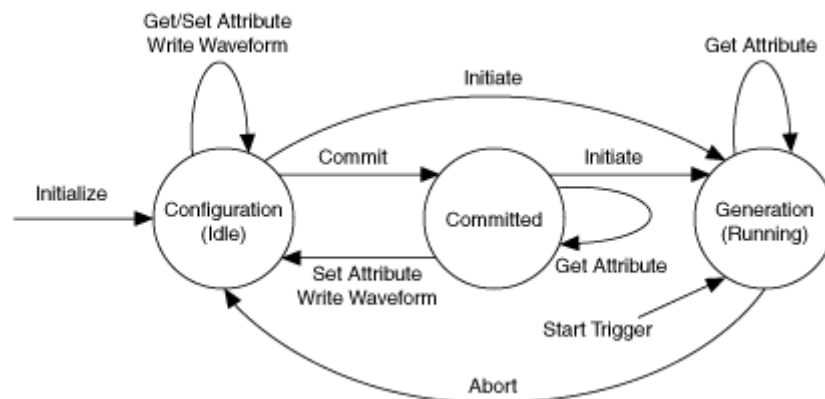 Get/Set Attribute
Write Waveform
Get Attribute
Initiate
Commit
Initiate
Initialize
Configuration
(Idle)
Committed
Generation
(Running)
Set Attribute
Write Waveform
Get Attribute
Start Trigger
Abort